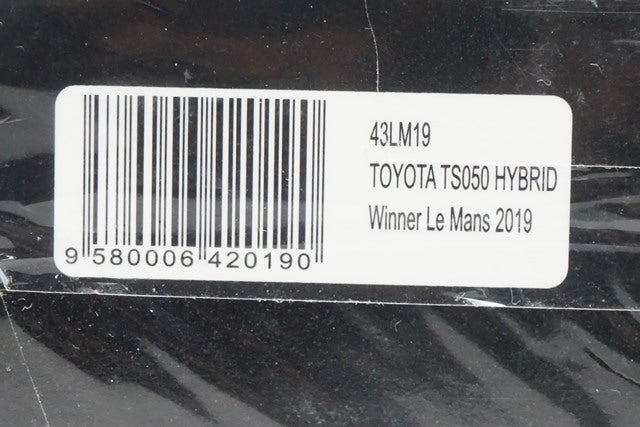 43LM19
TOYOTA TS050 HYBRID
Winner Le Mans 2019
9 580006 420190